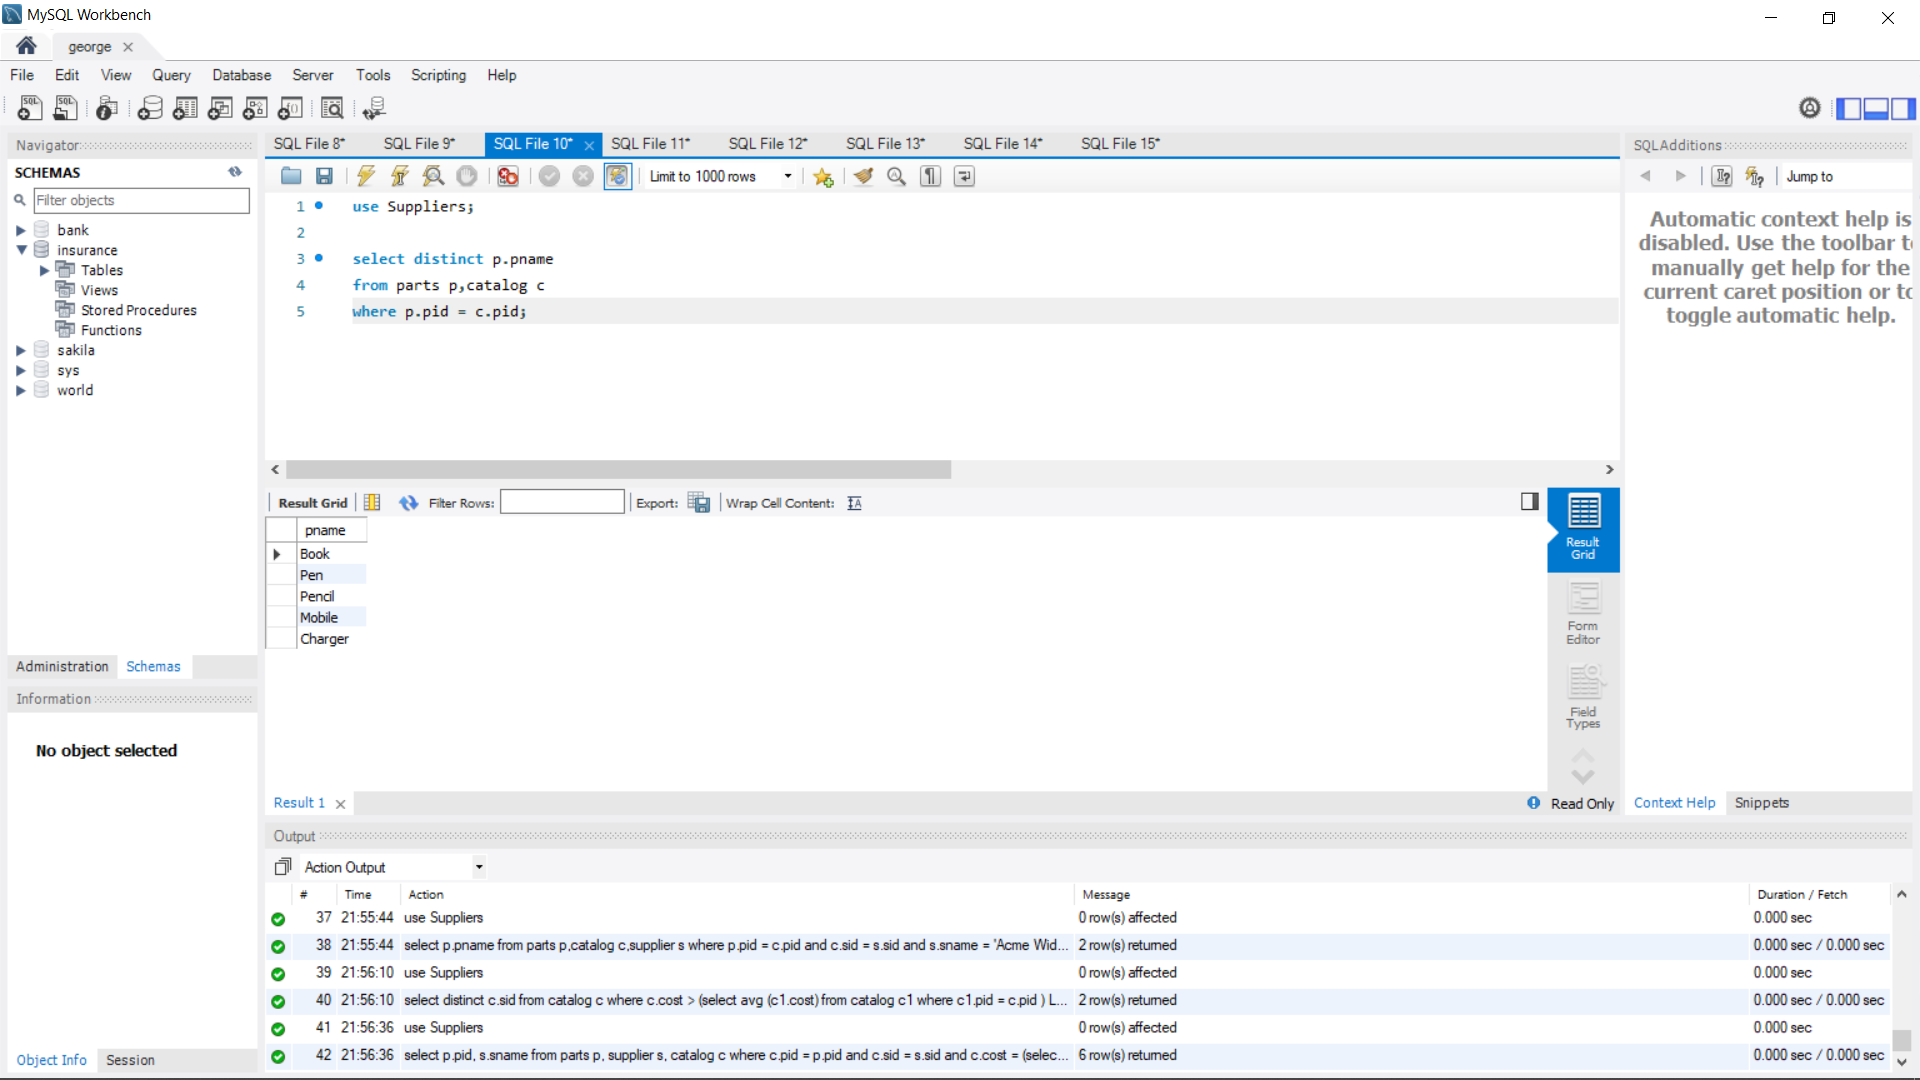 MySQL Workbench
george
File Edit View Query Database Server Tools Scripting Help
Navigator
SCHEMAS
Filter objects
bank
insurance
Tables
Views
Stored Procedures
Functions
sakila
sys
world
Administration Schemas
Information
No object selected
Object Info Session
SQL File 8* SQL File 9* SQL File 10* SQL File 11* SQL File 12* SQL File 13* SQL File 14* SQL File 15*
Limit to 1000 rows
1 use Suppliers;
2
3 select distinct p.pname
4 from parts p,catalog c
5 where p.pid = c.pid;
Result Grid Filter Rows: Export: Wrap Cell Content:
pname
Book
Pen
Pencil
Mobile
Charger
Result
Grid
Form
Editor
Field
Types
Result 1
Read Only
SQLAdditions
Jump to
Automatic context help is
disabled. Use the toolbar t
manually get help for the
current caret position or to
toggle automatic help.
Context Help Snippets
Output
Action Output
# Time Action Message Duration / Fetch
37 21:55:44 use Suppliers 0 row(s) affected 0.000 sec
38 21:55:44 select p.pname from parts p,catalog c,supplier s where p.pid = c.pid and c.sid = s.sid and s.sname = 'Acme Wid... 2 row(s) returned 0.000 sec / 0.000 sec
39 21:56:10 use Suppliers 0 row(s) affected 0.000 sec
40 21:56:10 select distinct c.sid from catalog c where c.cost > (select avg (c1.cost) from catalog c1 where c1.pid = c.pid ) L... 2 row(s) returned 0.000 sec / 0.000 sec
41 21:56:36 use Suppliers 0 row(s) affected 0.000 sec
42 21:56:36 select p.pid, s.sname from parts p, supplier s, catalog c where c.pid = p.pid and c.sid = s.sid and c.cost = (selec... 6 row(s) returned 0.000 sec / 0.000 sec